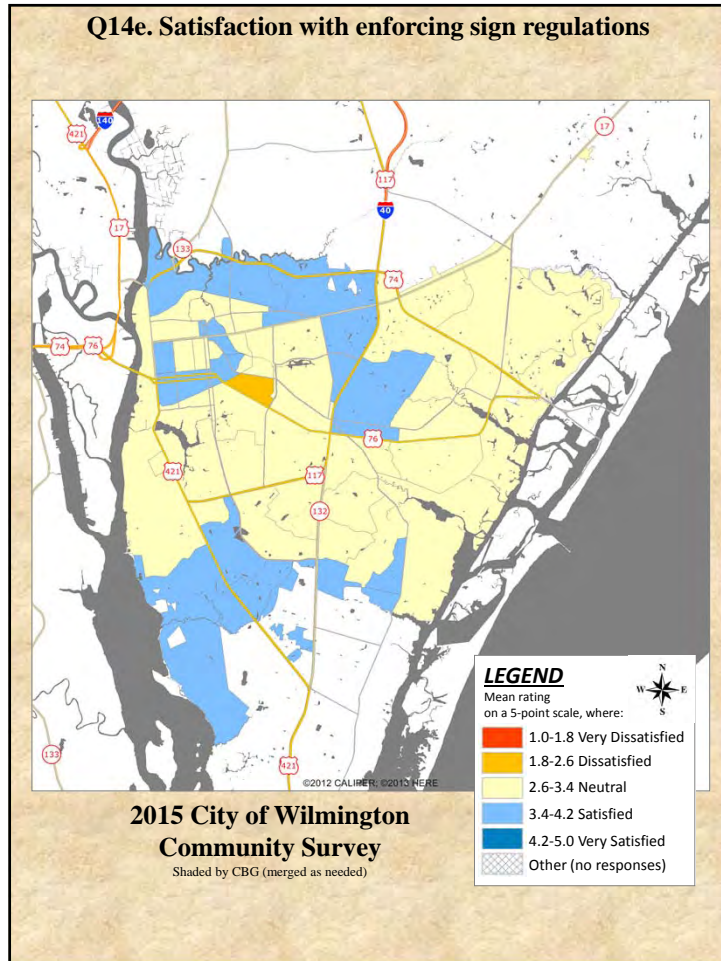 Q14e. Satisfaction with enforcing sign regulations
140
421
17
117
17
40
133
74
74
76
76
421
117
132
133
421
©2012 CALIPER; ©2013 HERE
LEGEND
Mean rating
on a 5-point scale, where:
N
W E
S
1.0-1.8 Very Dissatisfied
1.8-2.6 Dissatisfied
2.6-3.4 Neutral
3.4-4.2 Satisfied
4.2-5.0 Very Satisfied
Other (no responses)
2015 City of Wilmington
Community Survey
Shaded by CBG (merged as needed)